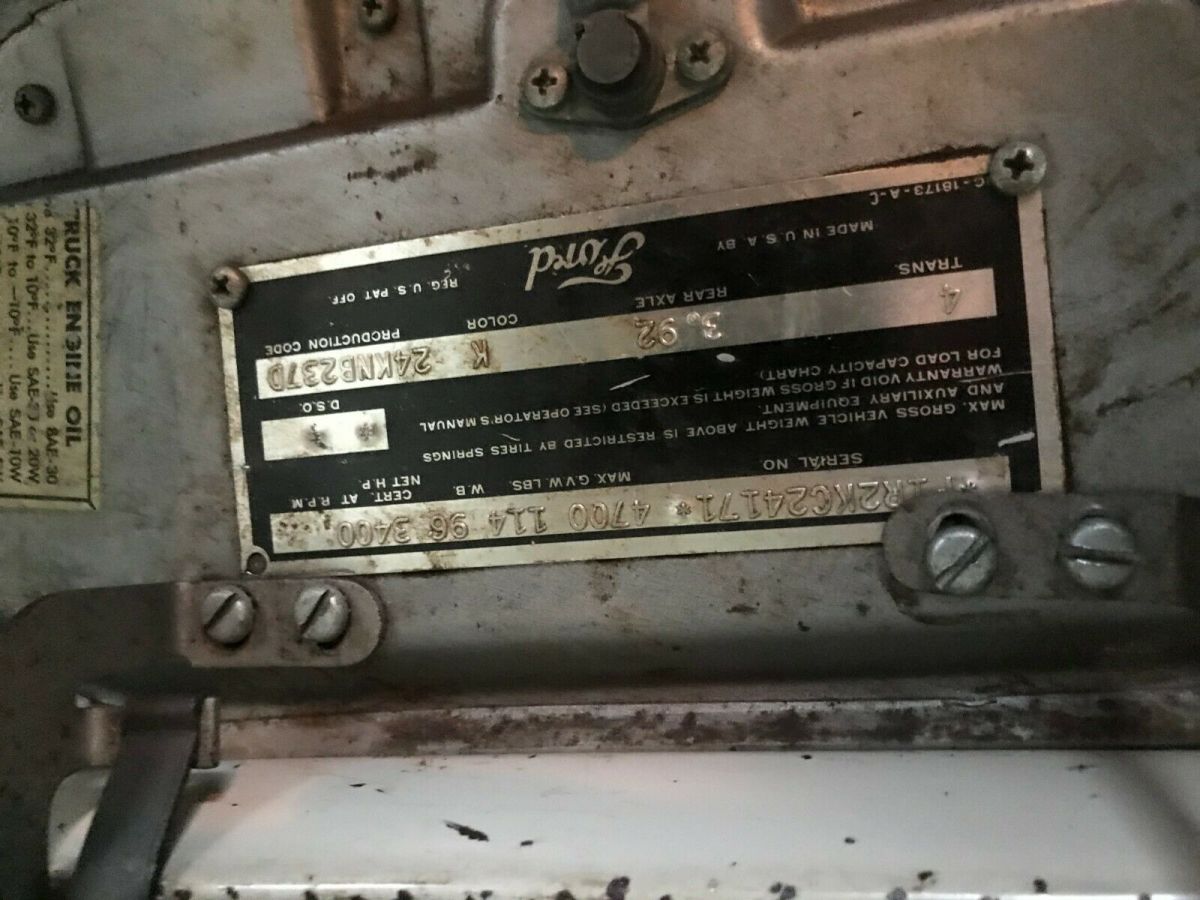 *F1R2KC24171* 4700 114 96 3400
SERIAL NO. MAX. G.V.W. LBS. W.B. NET H.P. CERT. AT R.P.M.
MAX. GROSS VEHICLE WEIGHT ABOVE IS RESTRICTED BY TIRES SPRINGS
AND AUXILIARY EQUIPMENT.
WARRANTY VOID IF GROSS WEIGHT IS EXCEEDED (SEE OPERATOR'S MANUAL
FOR LOAD CAPACITY CHART)
**
D.S.O.
4 3.92 K 24KNB237D
TRANS. REAR AXLE COLOR PRODUCTION CODE
MADE IN U.S.A. BY Ford REG. U.S. PAT. OFF.
C-18173-A-C
TRUCK ENGINE OIL
32°F........Use SAE-30
32°F to 10°F...Use SAE-20 or 20W
10°F to —10°F....Use SAE-10W